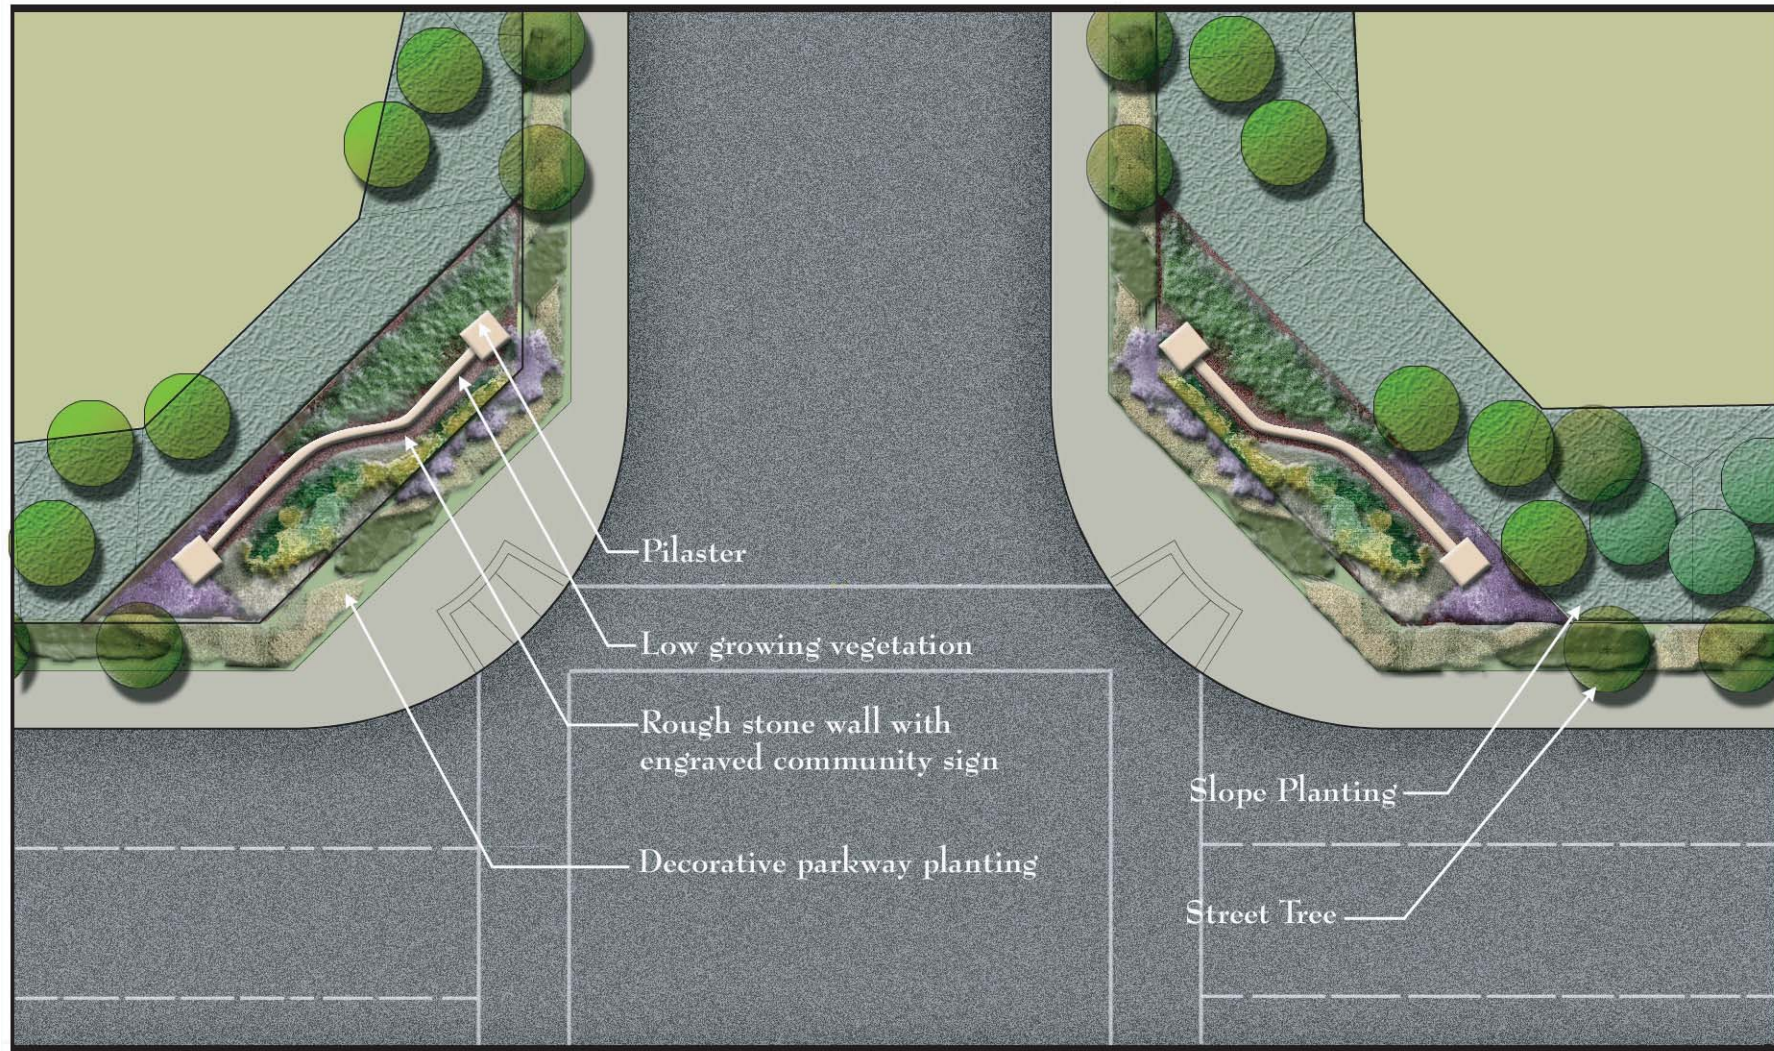 Pilaster
Low growing vegetation
Rough stone wall with
engraved community sign
Decorative parkway planting
Slope Planting
Street Tree